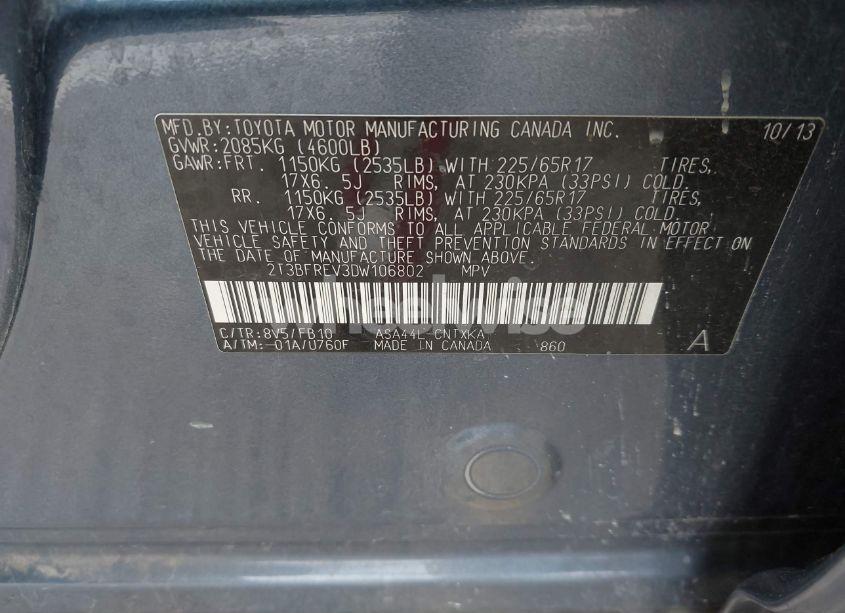 MFD.BY:TOYOTA MOTOR MANUFACTURING CANADA INC. 10/13
GVWR:2085KG (4600LB)
GAWR:FRT. 1150KG (2535LB) WITH 225/65R17 TIRES,
17X6.5J RIMS, AT 230KPA (33PSI) COLD.
RR. 1150KG (2535LB) WITH 225/65R17 TIRES,
17X6.5J RIMS, AT 230KPA (33PSI) COLD.
THIS VEHICLE CONFORMS TO ALL APPLICABLE FEDERAL MOTOR
VEHICLE SAFETY AND THEFT PREVENTION STANDARDS IN EFFECT ON
THE DATE OF MANUFACTURE SHOWN ABOVE.
2T3BFREV3DW106802 MPV
C/TR:8V5/FB10 ASA44L-CNTXKA
A/TM:-01A/U760F MADE IN CANADA 860 A